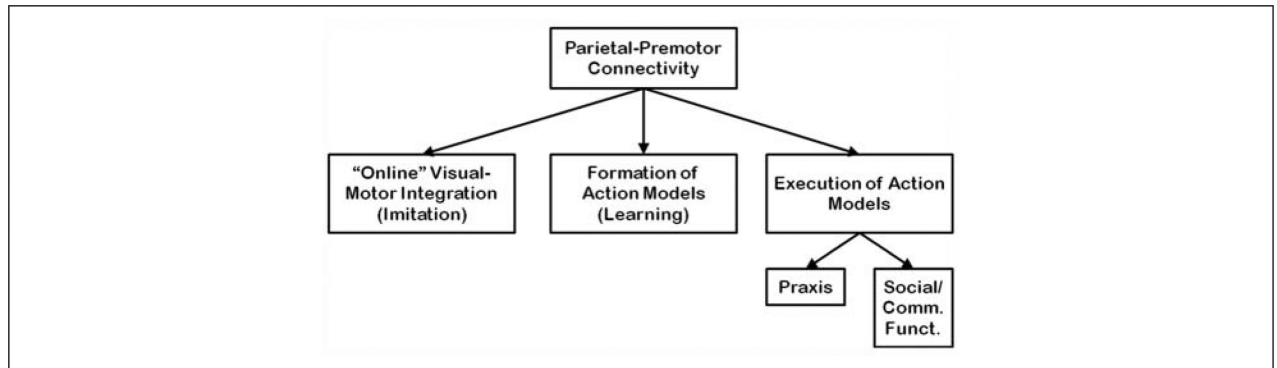 Parietal-Premotor
Connectivity
“Online” Visual-
Motor Integration
(Imitation)
Formation of
Action Models
(Learning)
Execution of Action
Models
Praxis
Social/
Comm.
Funct.